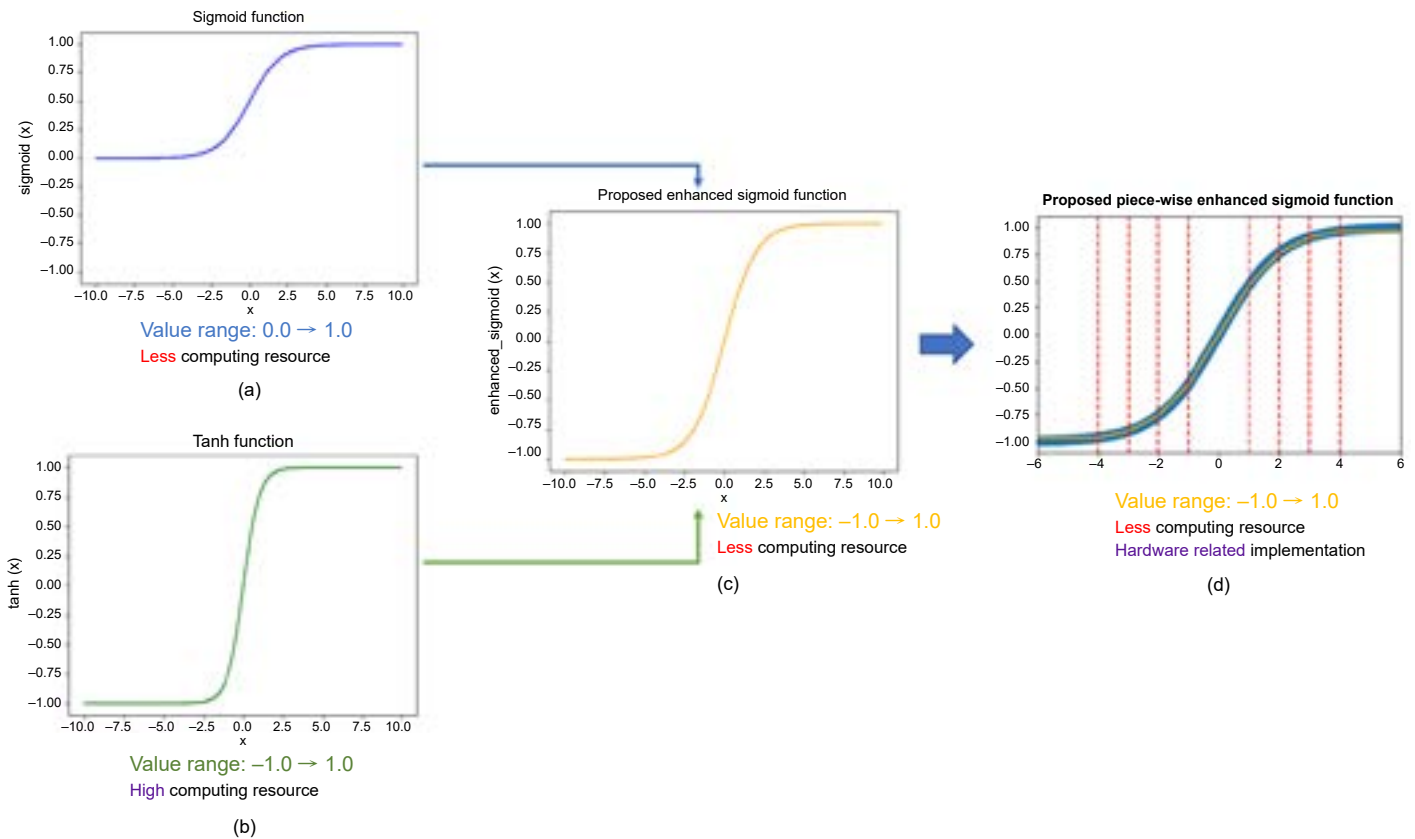 Sigmoid function
1.00
0.75
0.50
0.25
0.00
–0.25
–0.50
–0.75
–1.00
sigmoid (x)
–10.0 –7.5 –5.0 –2.5 0.0 2.5 5.0 7.5 10.0
x
Value range: 0.0 → 1.0
Less computing resource
(a)
Tanh function
1.00
0.75
0.50
0.25
0.00
–0.25
–0.50
–0.75
–1.00
tanh (x)
–10.0 –7.5 –5.0 –2.5 0.0 2.5 5.0 7.5 10.0
x
Value range: –1.0 → 1.0
High computing resource
(b)
Proposed enhanced sigmoid function
1.00
0.75
0.50
0.25
0.00
–0.25
–0.50
–0.75
–1.00
enhanced_sigmoid (x)
–10.0 –7.5 –5.0 –2.5 0.0 2.5 5.0 7.5 10.0
x
Value range: –1.0 → 1.0
Less computing resource
(c)
Proposed piece-wise enhanced sigmoid function
1.00
0.75
0.50
0.25
0.00
–0.25
–0.50
–0.75
–1.00
–6 –4 –2 0 2 4 6
Value range: –1.0 → 1.0
Less computing resource
Hardware related implementation
(d)